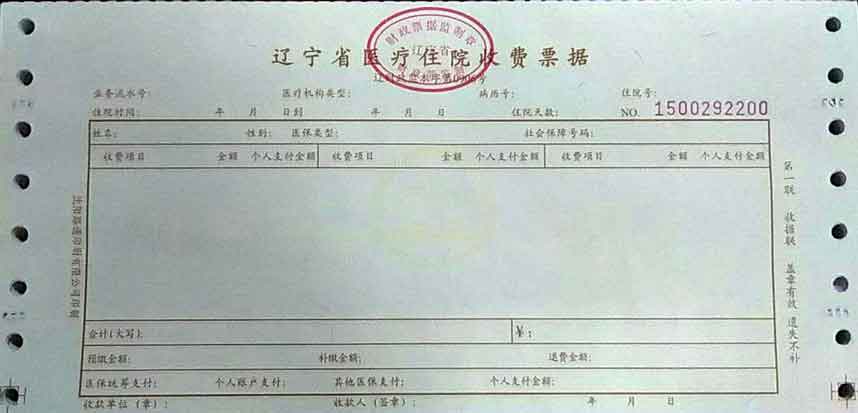 辽宁省医疗住院收费票据
财政票据监制章
辽宁省
业务流水号: 医疗机构类型: 病历号: 住院号:
住院时间: 年 月 日到 年 月 日 住院天数: NO. 1500292200
姓名: 性别: 医保类型: 社会保障号码:
收费项目 金额 个人支付金额 收费项目 金额 个人支付金额 收费项目 金额 个人支付金额
合计(大写): ¥:
预缴金额: 补缴金额: 退费金额:
医保统筹支付: 个人账户支付: 其他医保支付: 个人支付金额:
收款单位(章): 收款人(签章): 年 月 日
第一联 收据联 盖章有效 遗失不补